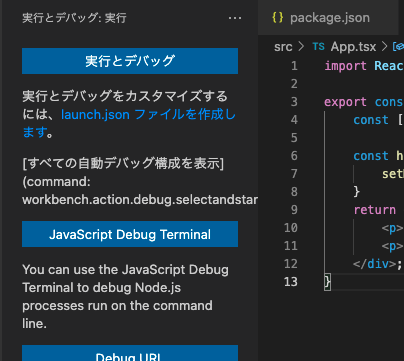 実行とデバッグ: 実行 ...
実行とデバッグ
実行とデバッグをカスタマイズする
には、launch.json ファイルを作成し
ます。
[すべての自動デバッグ構成を表示]
(command:
workbench.action.debug.selectandstar
JavaScript Debug Terminal
You can use the JavaScript Debug
Terminal to debug Node.js
processes run on the command
line.
Debug URL
package.json
src > TS App.tsx >
1 import Reac
2
3 export cons
4 const [
5
6 const h
7 set
8 }
9 return
10 <p>
11 <p>
12 </div>;
13 }